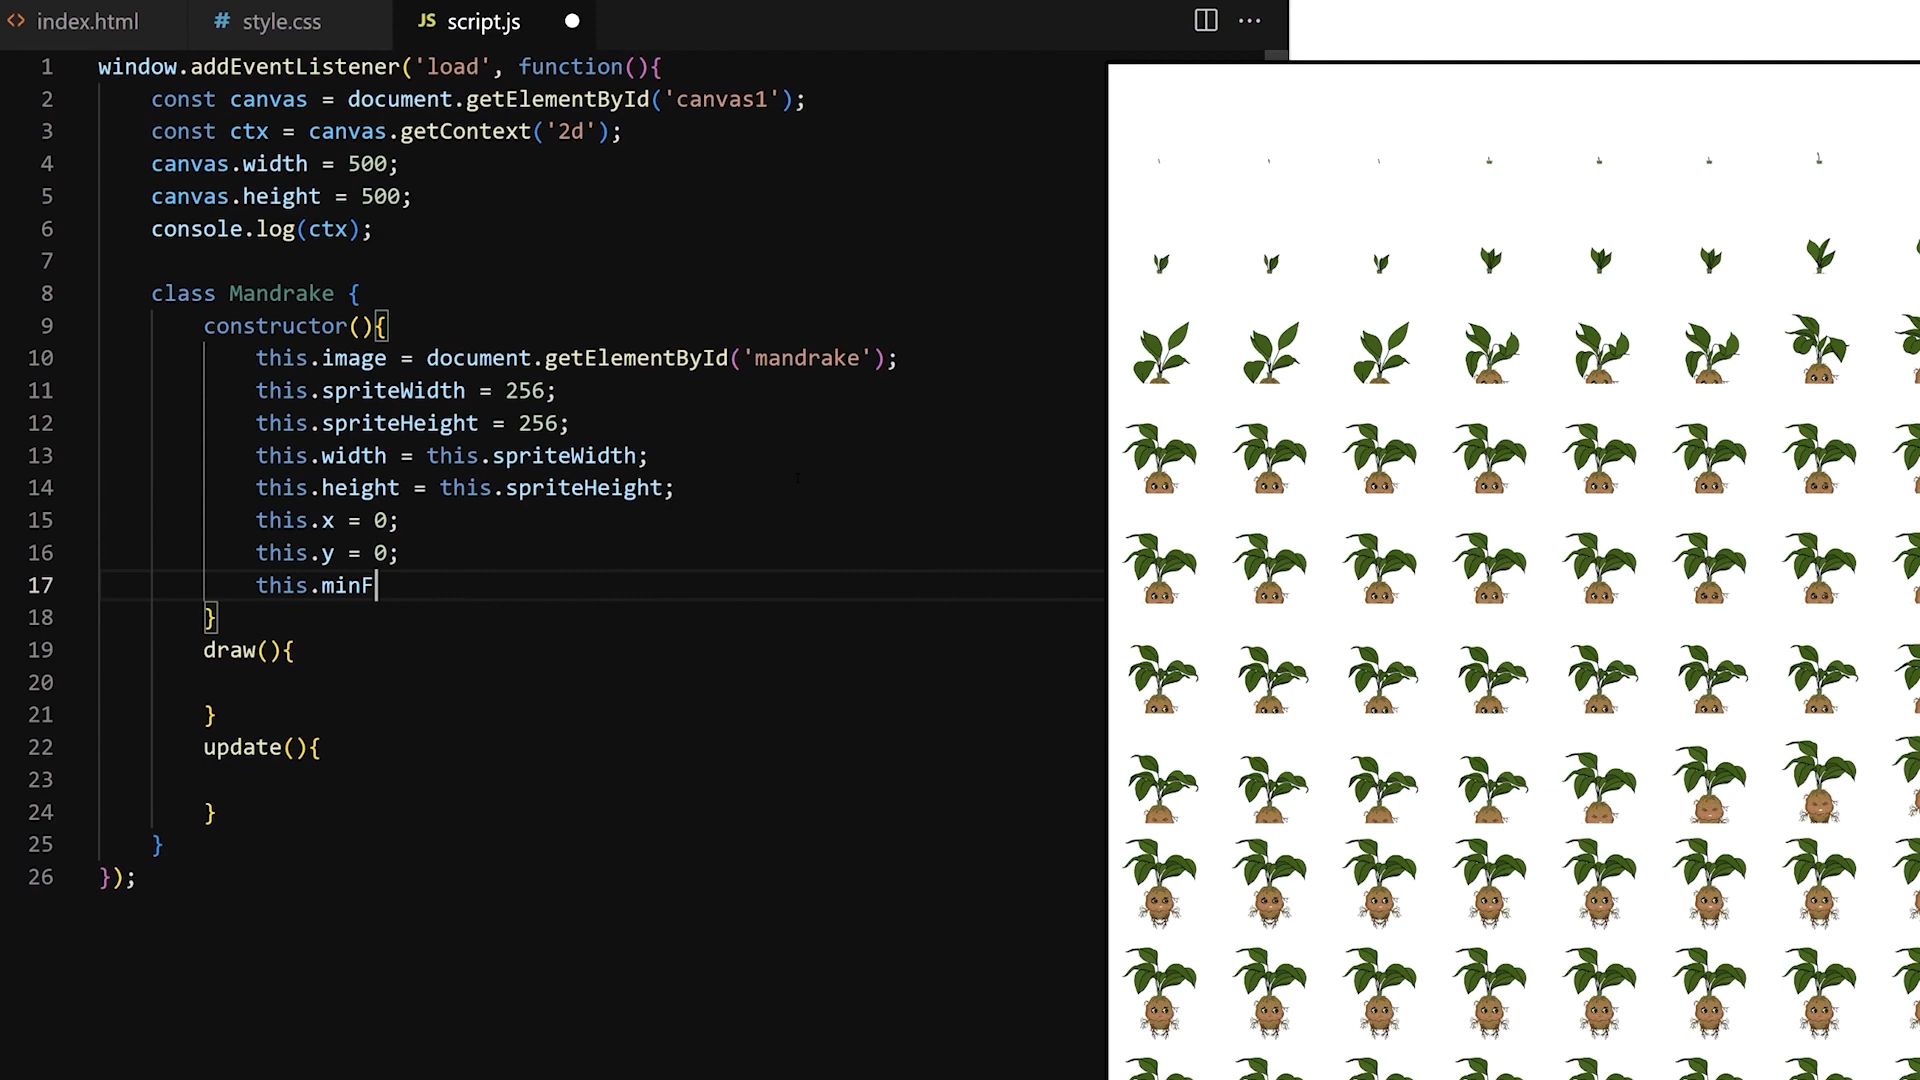 <> index.html
# style.css
JS script.js
1 window.addEventListener('load', function(){
2 const canvas = document.getElementById('canvas1');
3 const ctx = canvas.getContext('2d');
4 canvas.width = 500;
5 canvas.height = 500;
6 console.log(ctx);
7
8 class Mandrake {
9 constructor(){
10 this.image = document.getElementById('mandrake');
11 this.spriteWidth = 256;
12 this.spriteHeight = 256;
13 this.width = this.spriteWidth;
14 this.height = this.spriteHeight;
15 this.x = 0;
16 this.y = 0;
17 this.minF
18 }
19 draw(){
20
21 }
22 update(){
23
24 }
25 }
26 });